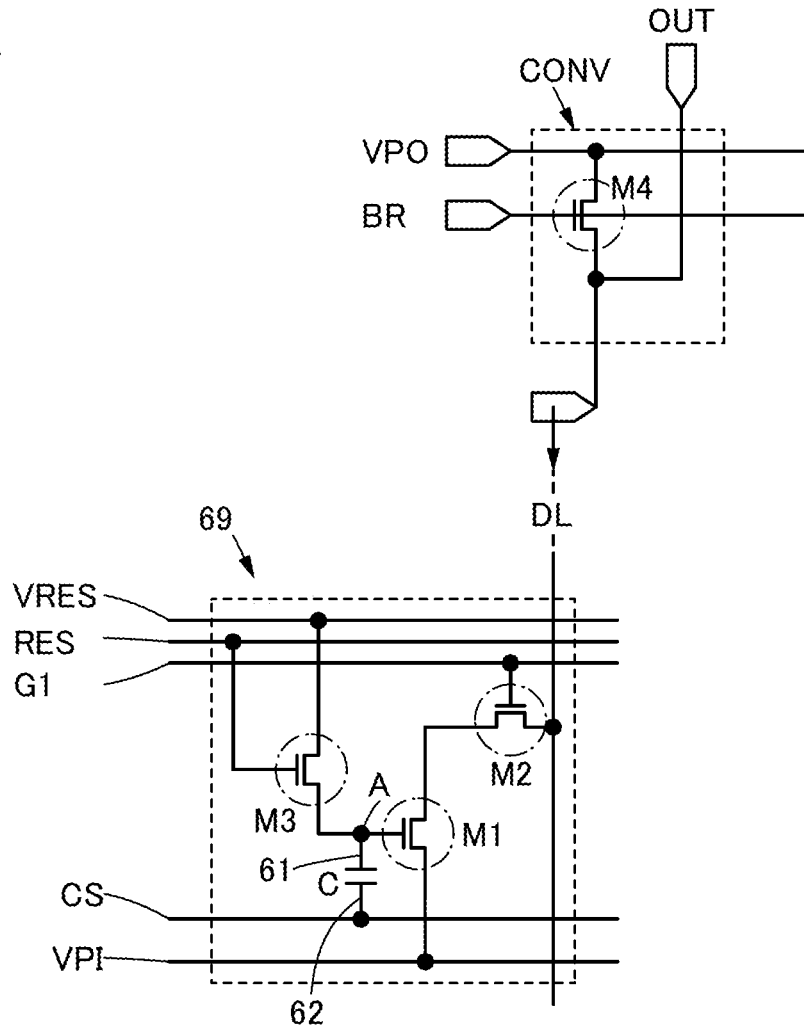 OUT
CONV
VPO
M4
BR
DL
69
VRES
RES
G1
M2
M3
A
M1
61
C
CS
VPI
62